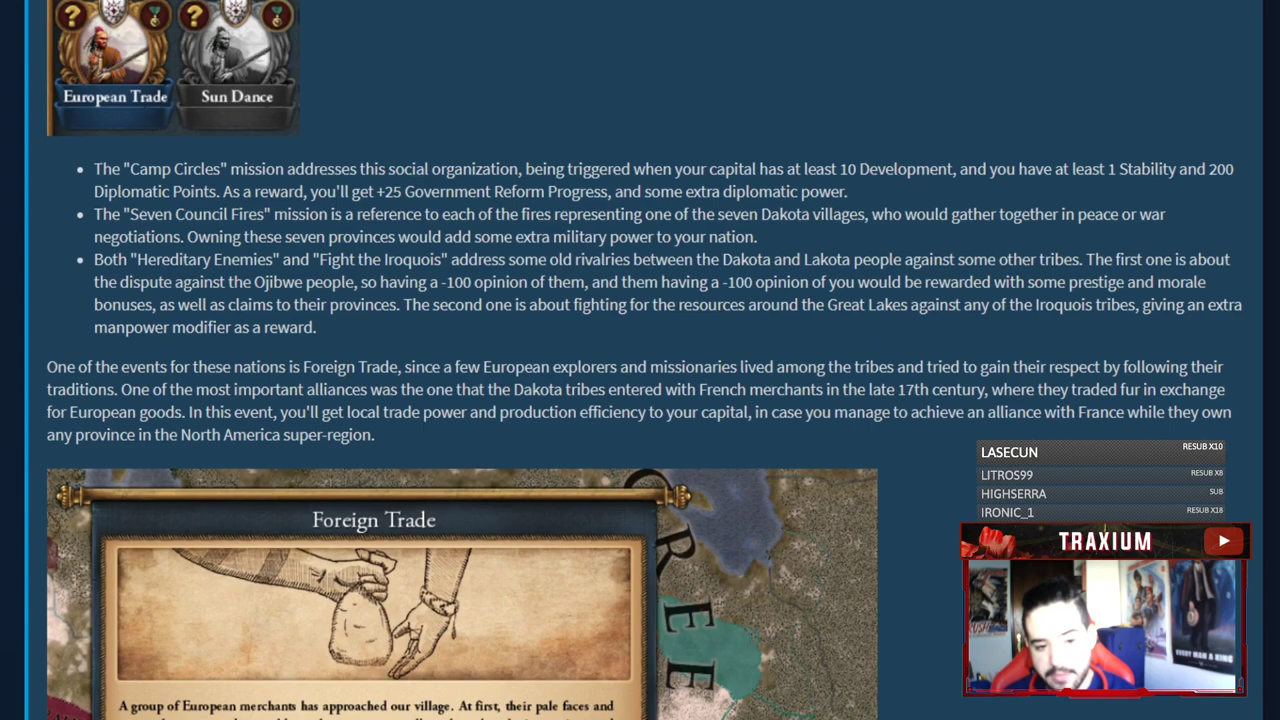 European Trade
Sun Dance
The "Camp Circles" mission addresses this social organization, being triggered when your capital has at least 10 Development, and you have at least 1 Stability and 200
Diplomatic Points. As a reward, you'll get +25 Government Reform Progress, and some extra diplomatic power.
The "Seven Council Fires" mission is a reference to each of the fires representing one of the seven Dakota villages, who would gather together in peace or war
negotiations. Owning these seven provinces would add some extra military power to your nation.
Both "Hereditary Enemies" and "Fight the Iroquois" address some old rivalries between the Dakota and Lakota people against some other tribes. The first one is about
the dispute against the Ojibwe people, so having a -100 opinion of them, and them having a -100 opinion of you would be rewarded with some prestige and morale
bonuses, as well as claims to their provinces. The second one is about fighting for the resources around the Great Lakes against any of the Iroquois tribes, giving an extra
manpower modifier as a reward.
One of the events for these nations is Foreign Trade, since a few European explorers and missionaries lived among the tribes and tried to gain their respect by following their
traditions. One of the most important alliances was the one that the Dakota tribes entered with French merchants in the late 17th century, where they traded fur in exchange
for European goods. In this event, you'll get local trade power and production efficiency to your capital, in case you manage to achieve an alliance with France while they own
any province in the North America super-region.
LASECUN RESUB X10
LITROS99 RESUB X8
HIGHSERRA SUB
IRONIC_1 RESUB X18
TRAXIUM
EVERY MAN A KING
Foreign Trade
C
R
E
E
A group of European merchants has approached our village. At first, their pale faces and